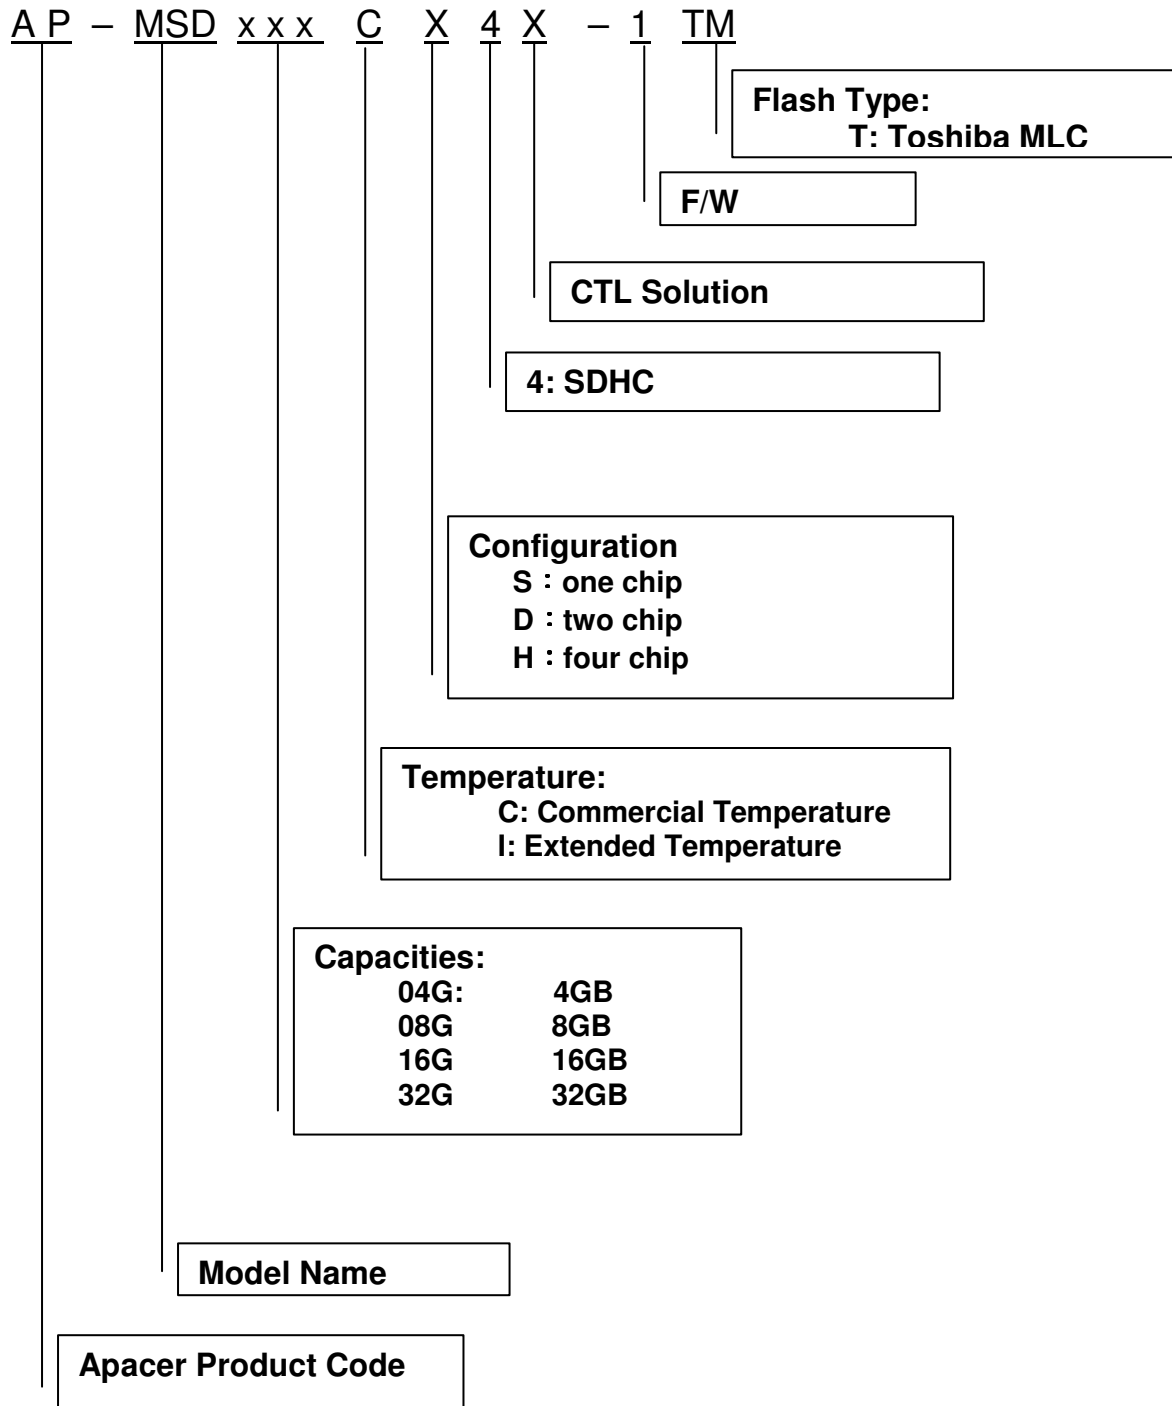 A P – MSD x x x C X 4 X – 1 TM
Flash Type:
T: Toshiba MLC
F/W
CTL Solution
4: SDHC
Configuration
S : one chip
D : two chip
H : four chip
Temperature:
C: Commercial Temperature
I: Extended Temperature
Capacities:
04G: 4GB
08G 8GB
16G 16GB
32G 32GB
Model Name
Apacer Product Code